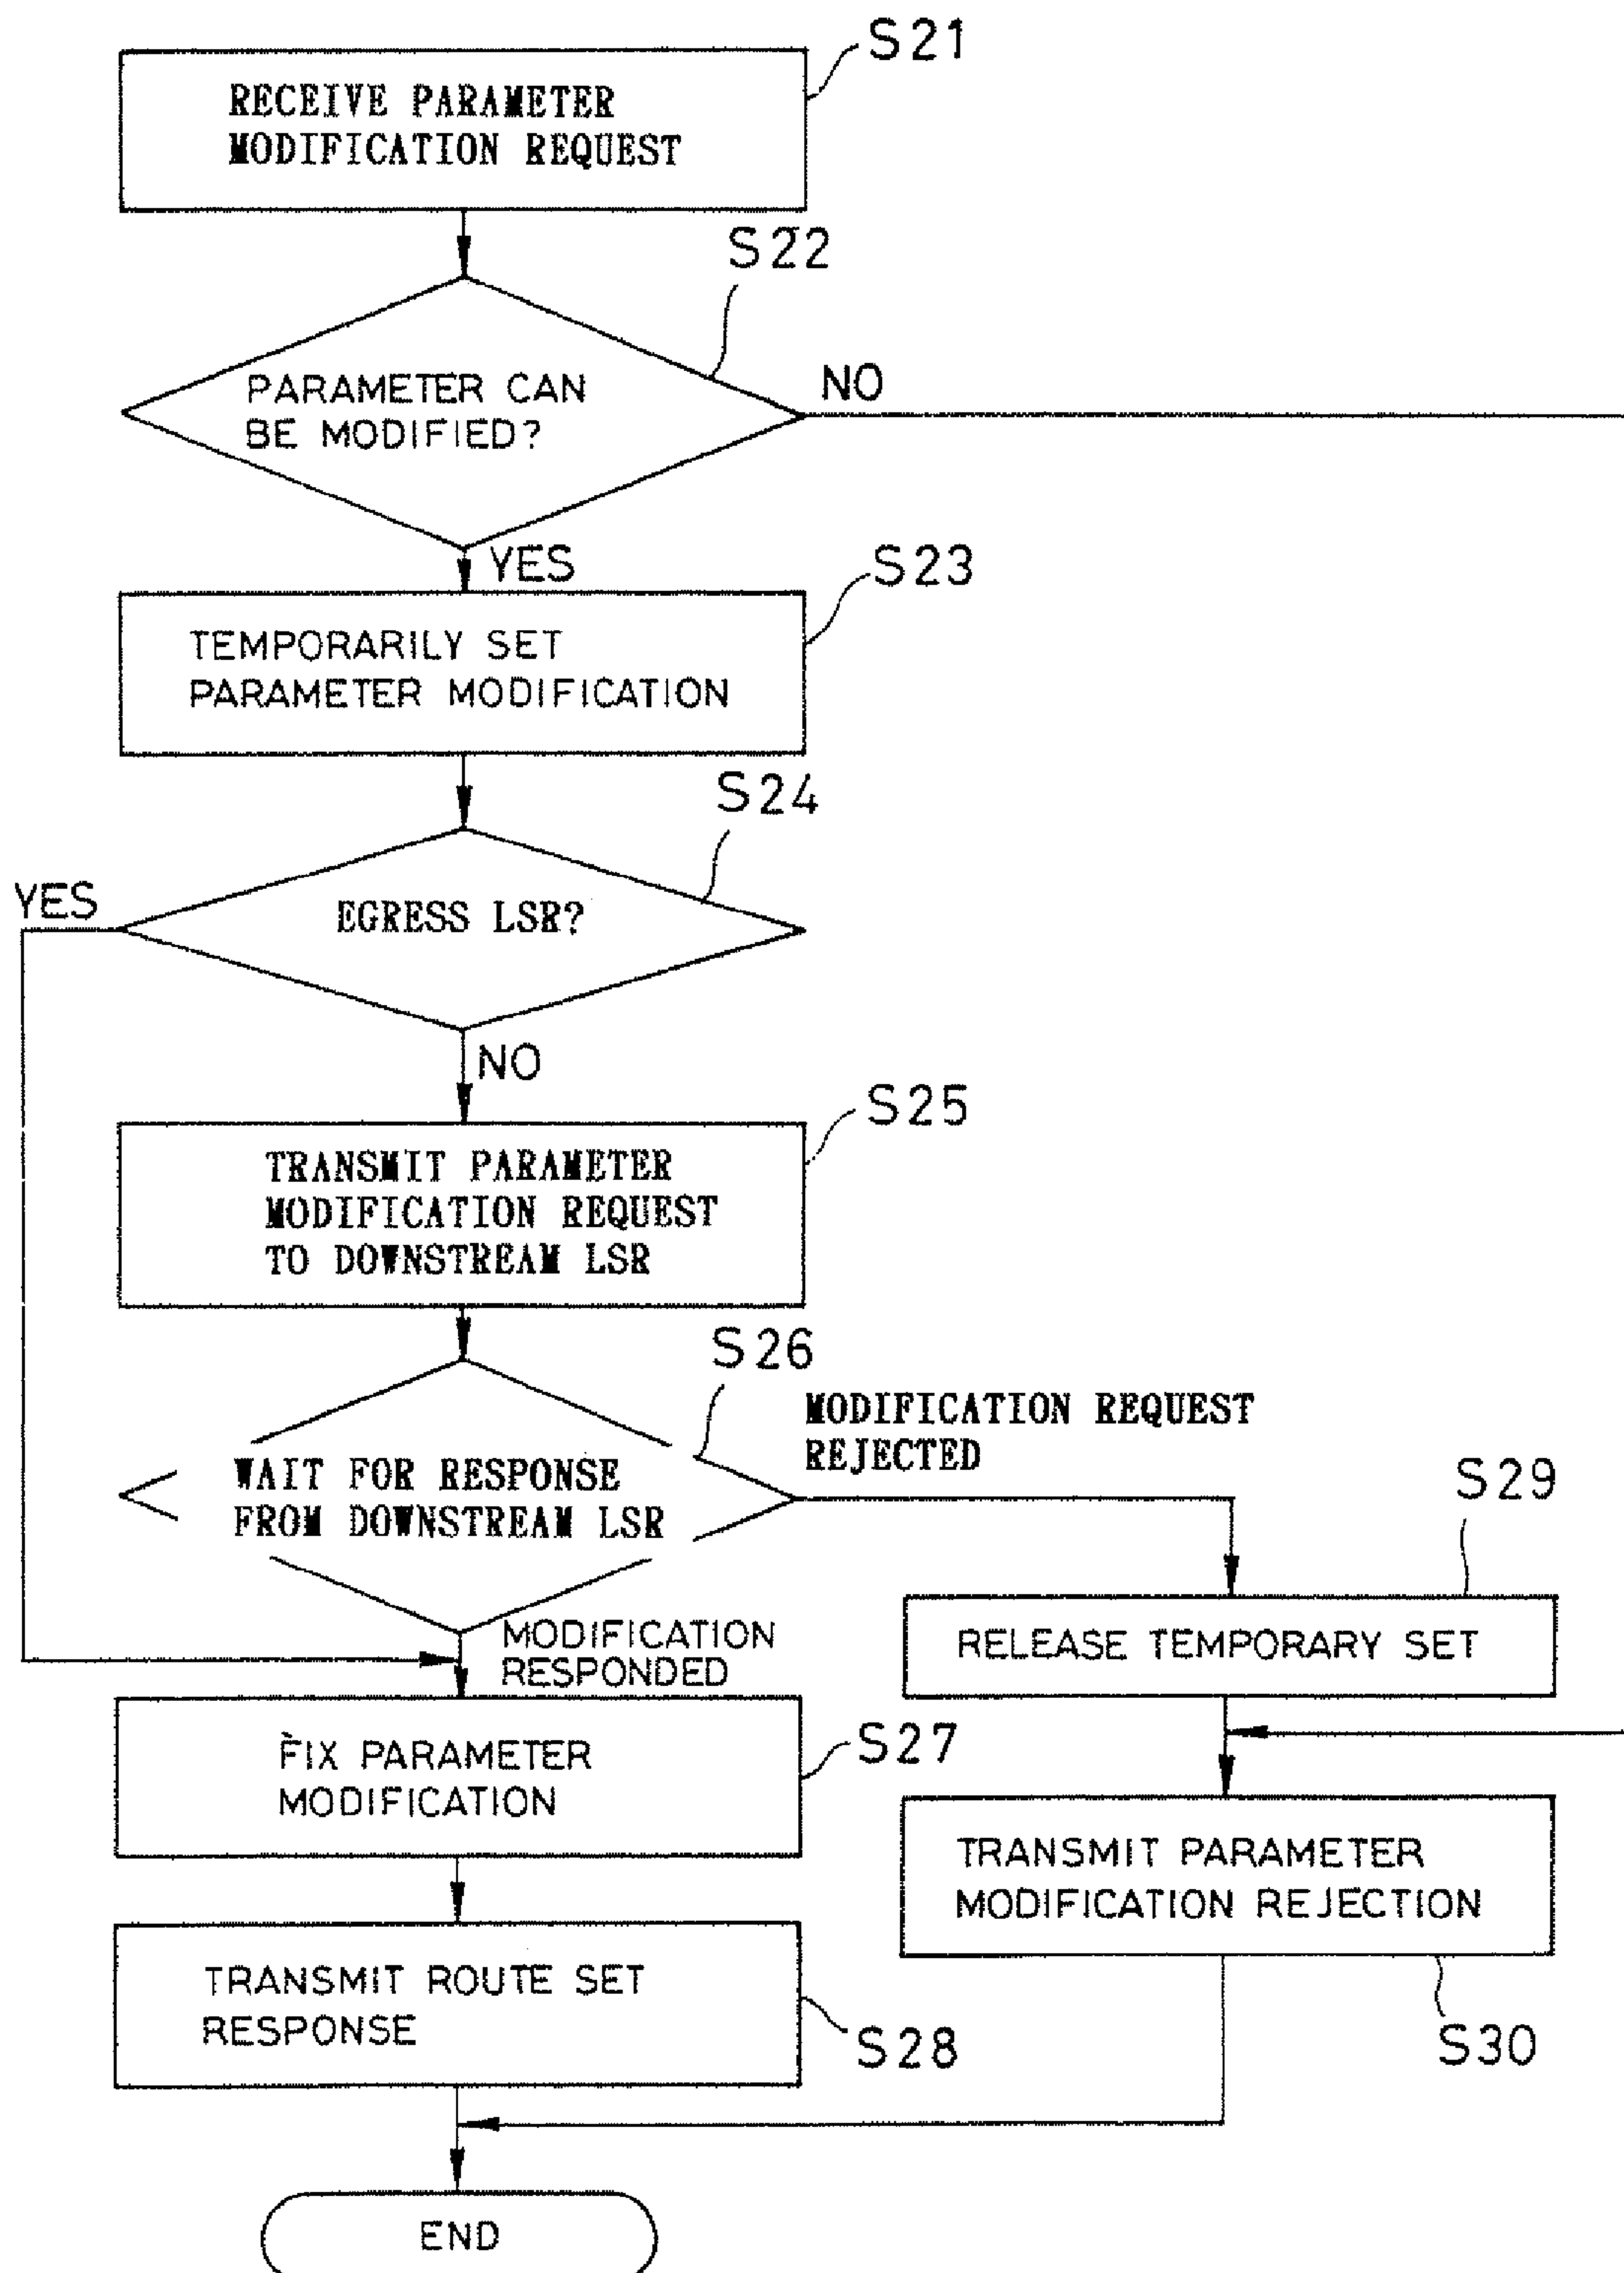 S21
RECEIVE PARAMETER
MODIFICATION REQUEST
S22
PARAMETER CAN
BE MODIFIED?
NO
YES
S23
TEMPORARILY SET
PARAMETER MODIFICATION
S24
YES
EGRESS LSR?
NO
S25
TRANSMIT PARAMETER
MODIFICATION REQUEST
TO DOWNSTREAM LSR
S26
MODIFICATION REQUEST
REJECTED
WAIT FOR RESPONSE
FROM DOWNSTREAM LSR
S29
MODIFICATION
RESPONDED
RELEASE TEMPORARY SET
FIX PARAMETER
MODIFICATION
S27
TRANSMIT PARAMETER
MODIFICATION REJECTION
TRANSMIT ROUTE SET
RESPONSE
S28
S30
END